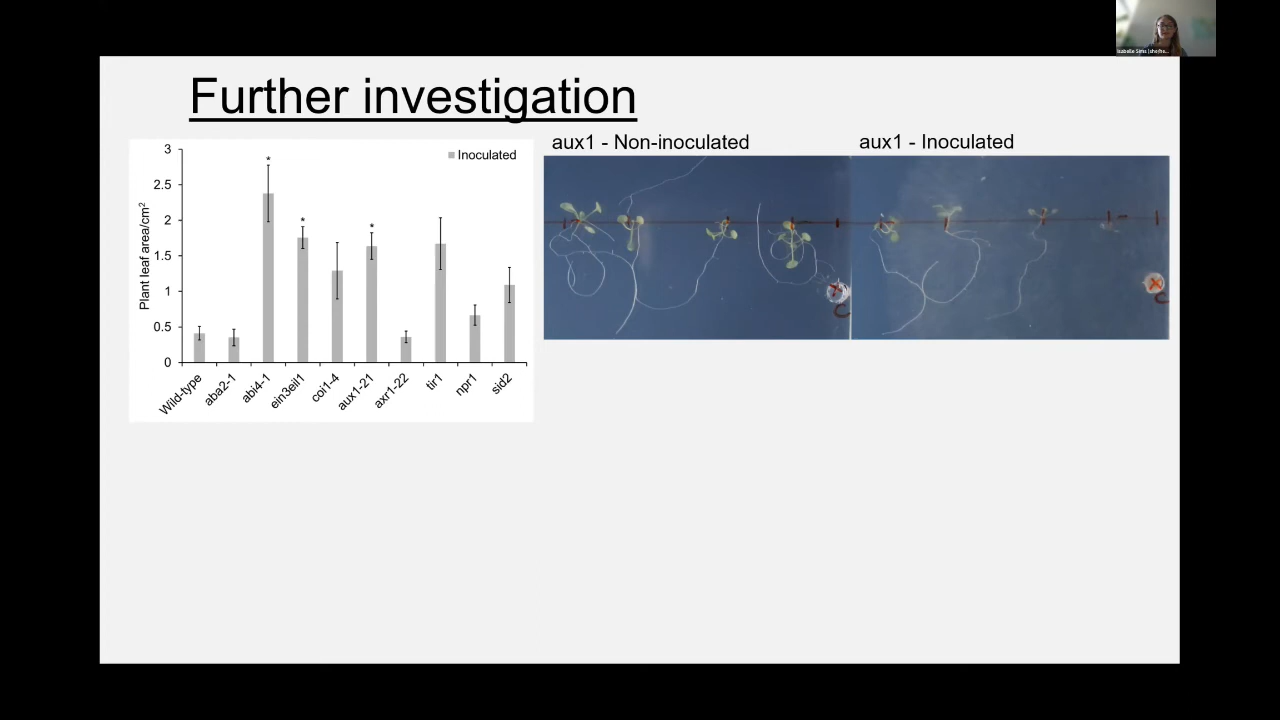 Isabelle Sims
Further investigation
aux1 - Non-inoculated
aux1 - Inoculated
Inoculated
Plant leaf area/cm²
3
2.5
2
1.5
1
0.5
0
*
*
*
Wild-type
aba2-1
abi4-1
ein3eil1
coi1-4
aux1-21
axr1-22
tir1
npr1
sid2
X
C
X
C